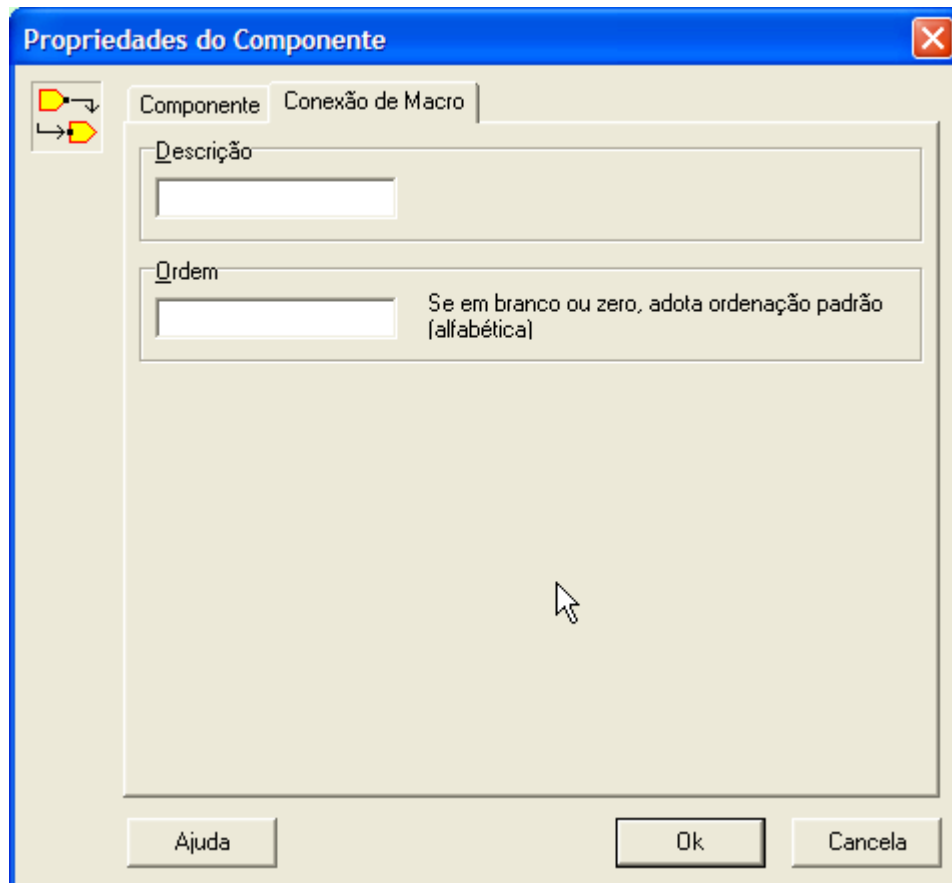 Propriedades do Componente
Componente
Conexão de Macro
Descrição
Ordem
Se em branco ou zero, adota ordenação padrão
(alfabética)
Ajuda
Ok
Cancela